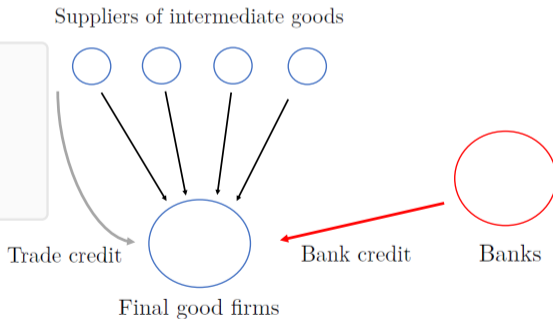 Suppliers of intermediate goods
Trade credit
Bank credit
Banks
Final good firms